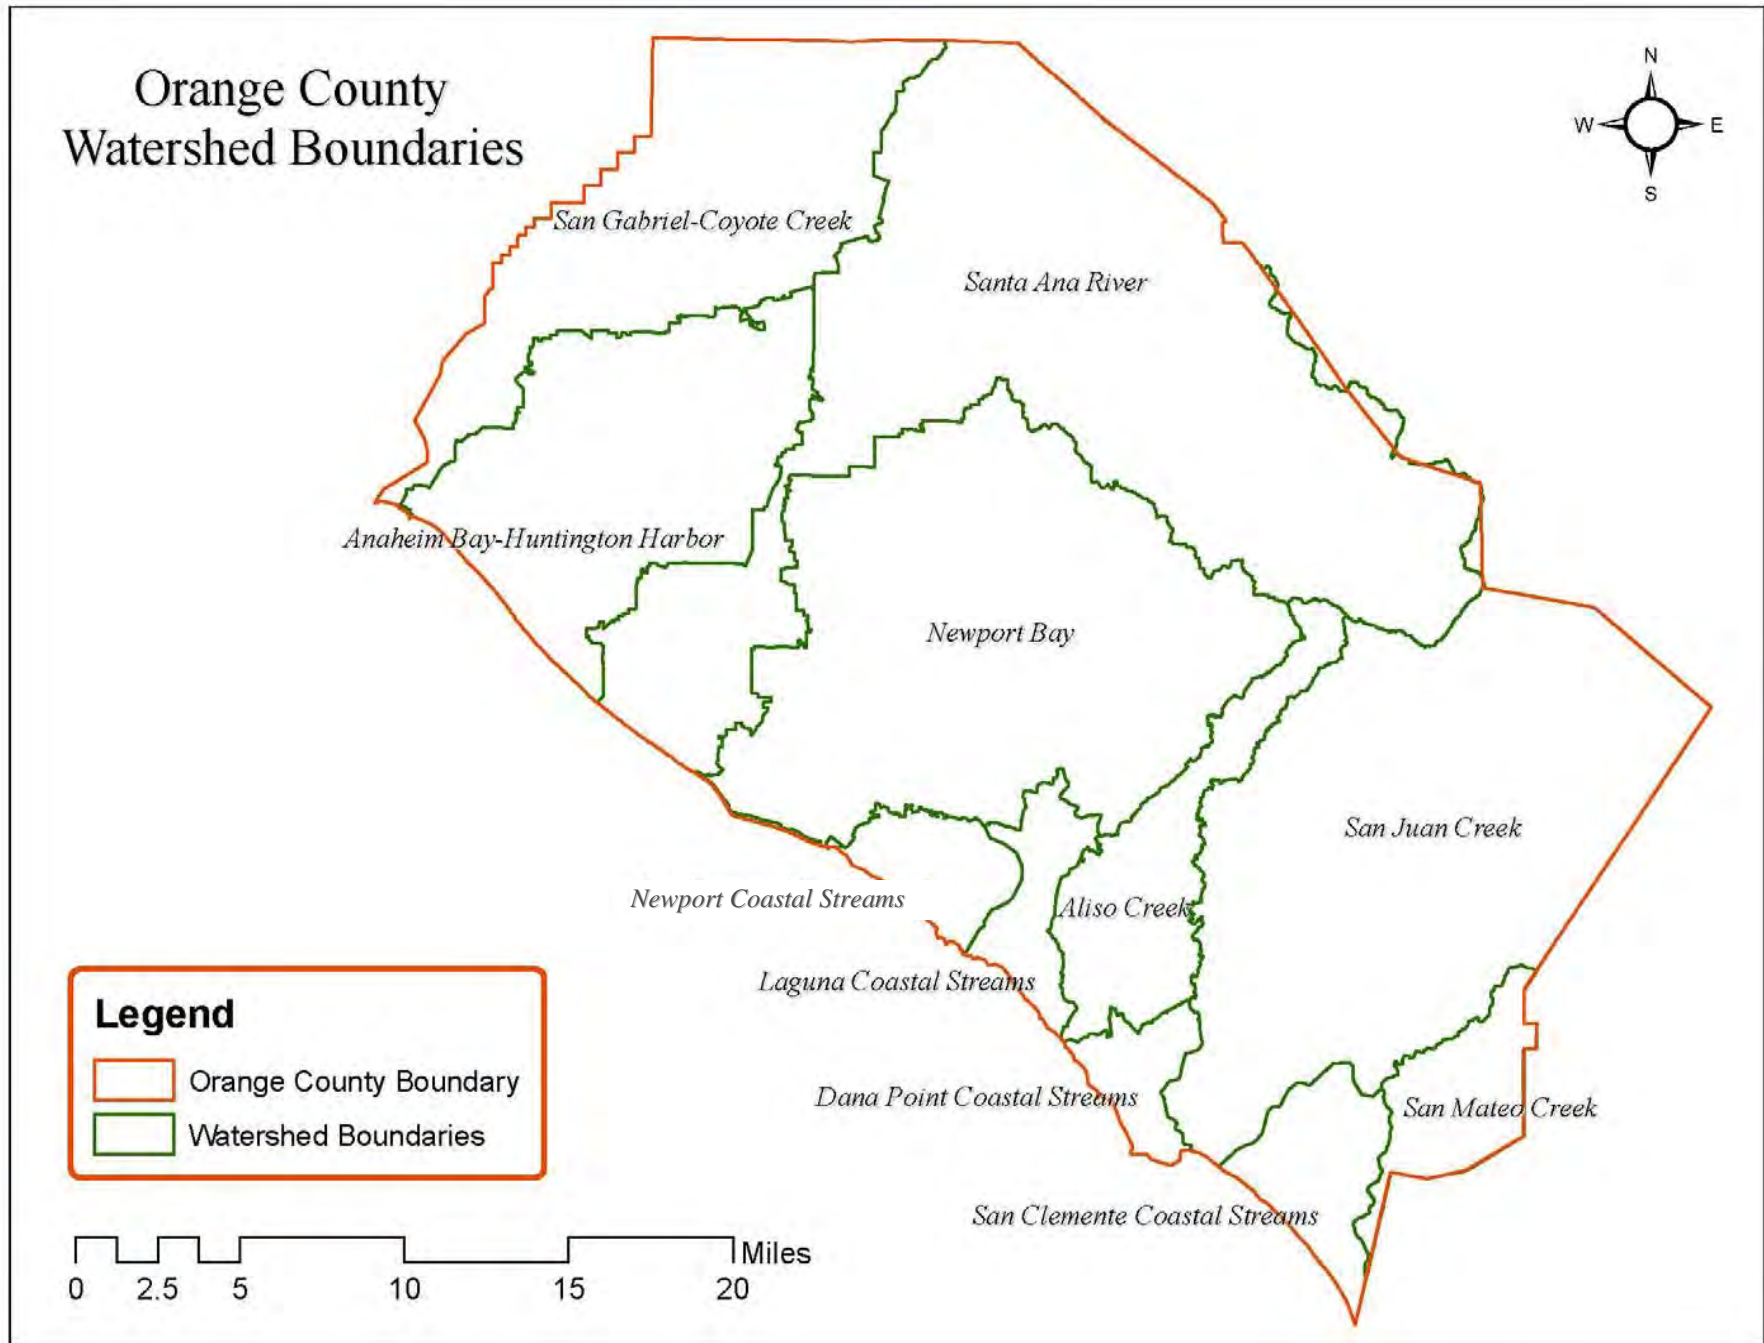 Orange County
Watershed Boundaries
N
W E
S
San Gabriel-Coyote Creek
Santa Ana River
Anaheim Bay-Huntington Harbor
Newport Bay
San Juan Creek
Newport Coastal Streams
Aliso Creek
Laguna Coastal Streams
Dana Point Coastal Streams
San Mateo Creek
San Clemente Coastal Streams
Legend
Orange County Boundary
Watershed Boundaries
Miles
0 2.5 5 10 15 20